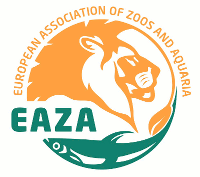 EUROPEAN ASSOCIATION OF ZOOS AND AQUARIA
EAZA